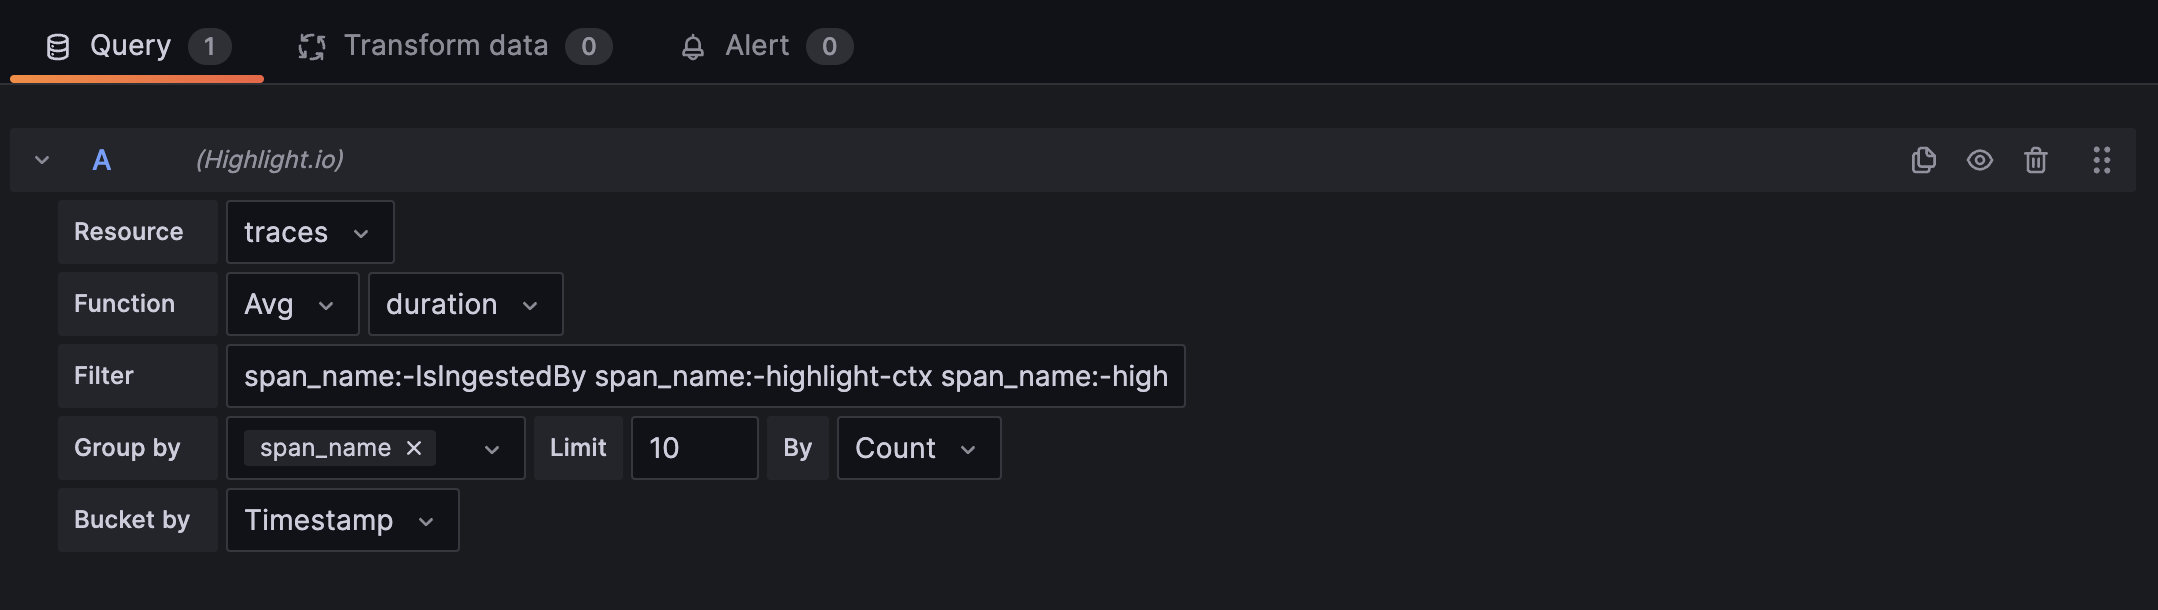 Query 1 Transform data 0 Alert 0
A (Highlight.io)
Resource traces
Function Avg duration
Filter span_name:-IsIngestedBy span_name:-highlight-ctx span_name:-high
Group by span_name × Limit 10 By Count
Bucket by Timestamp